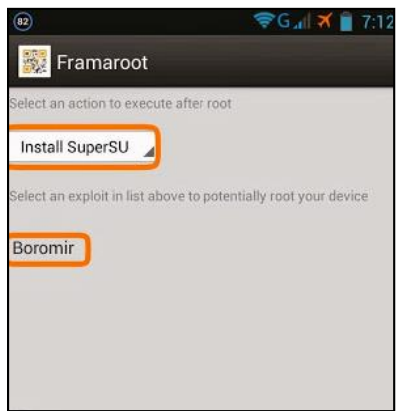 82 G 7:12
Framaroot
Select an action to execute after root
Install SuperSU
Select an exploit in list above to potentially root your device
Boromir